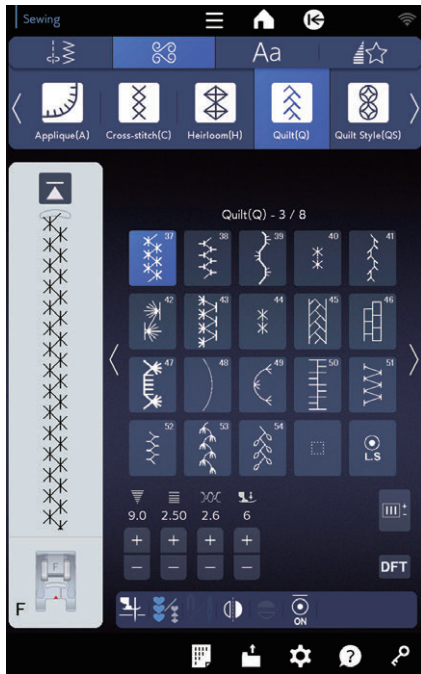 Sewing
Aa
Applique(A) Cross-stitch(C) Heirloom(H) Quilt(Q) Quilt Style(QS)
Quilt(Q) - 3 / 8
37 38 39 40 41
42 43 44 45 46
47 48 49 50 51
52 53 54 L.S
9.0 2.50 2.6 6
+ + + +
− − − −
DFT
F F
ON
?